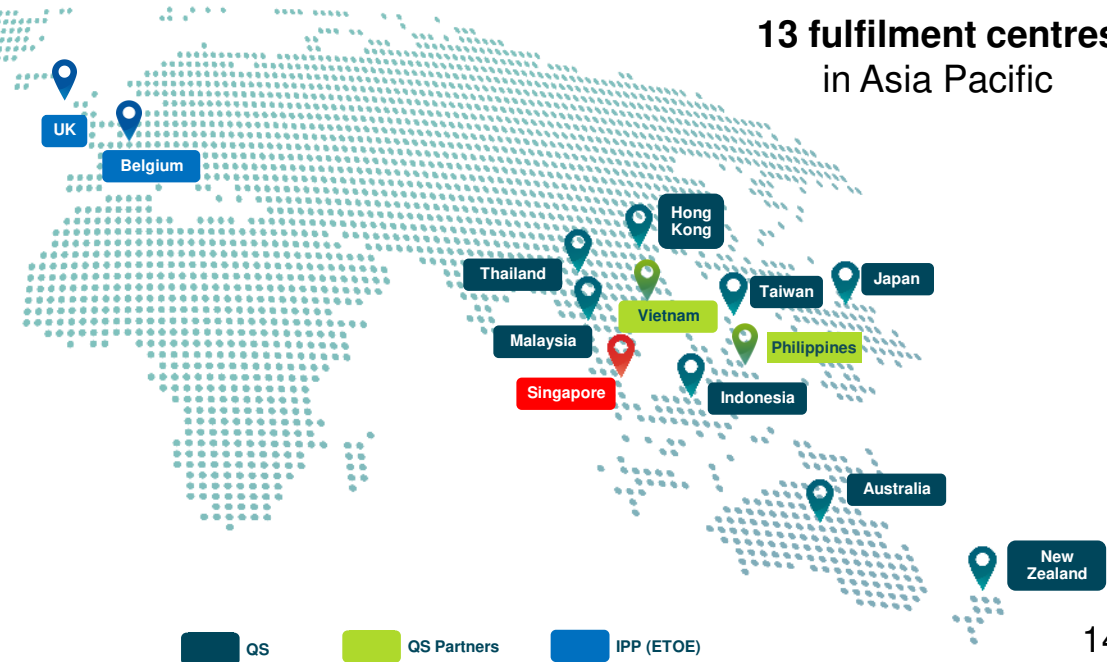 13 fulfilment centres
in Asia Pacific
UK
Belgium
Hong
Kong
Thailand
Taiwan
Japan
Vietnam
Malaysia
Philippines
Singapore
Indonesia
Australia
New
Zealand
QS
QS Partners
IPP (ETOE)
14